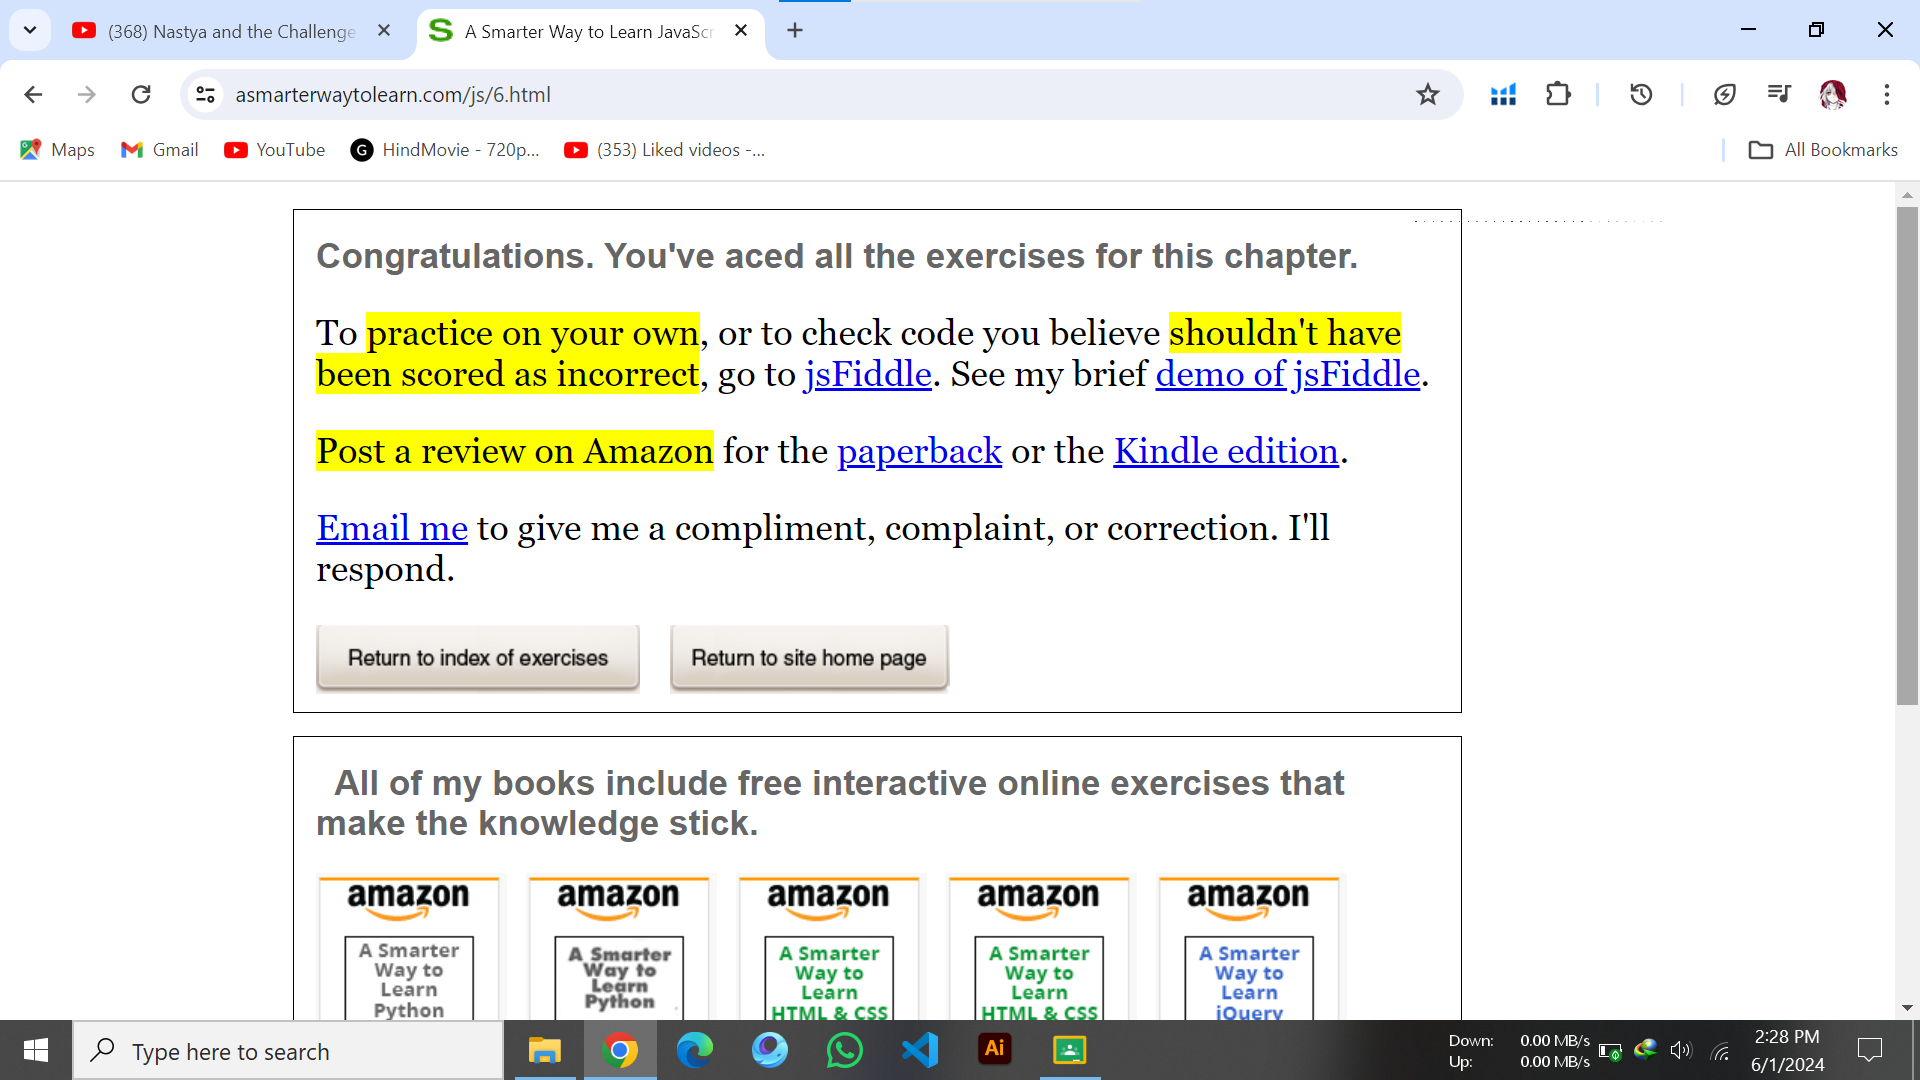 (368) Nastya and the Challenge
A Smarter Way to Learn JavaScr
asmarterwaytolearn.com/js/6.html
Maps
Gmail
YouTube
HindMovie - 720p...
(353) Liked videos -...
All Bookmarks
Congratulations. You've aced all the exercises for this chapter.
To practice on your own, or to check code you believe shouldn't have
been scored as incorrect, go to jsFiddle. See my brief demo of jsFiddle.
Post a review on Amazon for the paperback or the Kindle edition.
Email me to give me a compliment, complaint, or correction. I'll
respond.
Return to index of exercises
Return to site home page
All of my books include free interactive online exercises that
make the knowledge stick.
amazon
A Smarter
Way to
Learn
Python
amazon
A Smarter
Way to
Learn
Python
amazon
A Smarter
Way to
Learn
HTML & CSS
amazon
A Smarter
Way to
Learn
HTML & CSS
amazon
A Smarter
Way to
Learn
jQuery
Type here to search
Ai
Down: 0.00 MB/s
Up: 0.00 MB/s
2:28 PM
6/1/2024